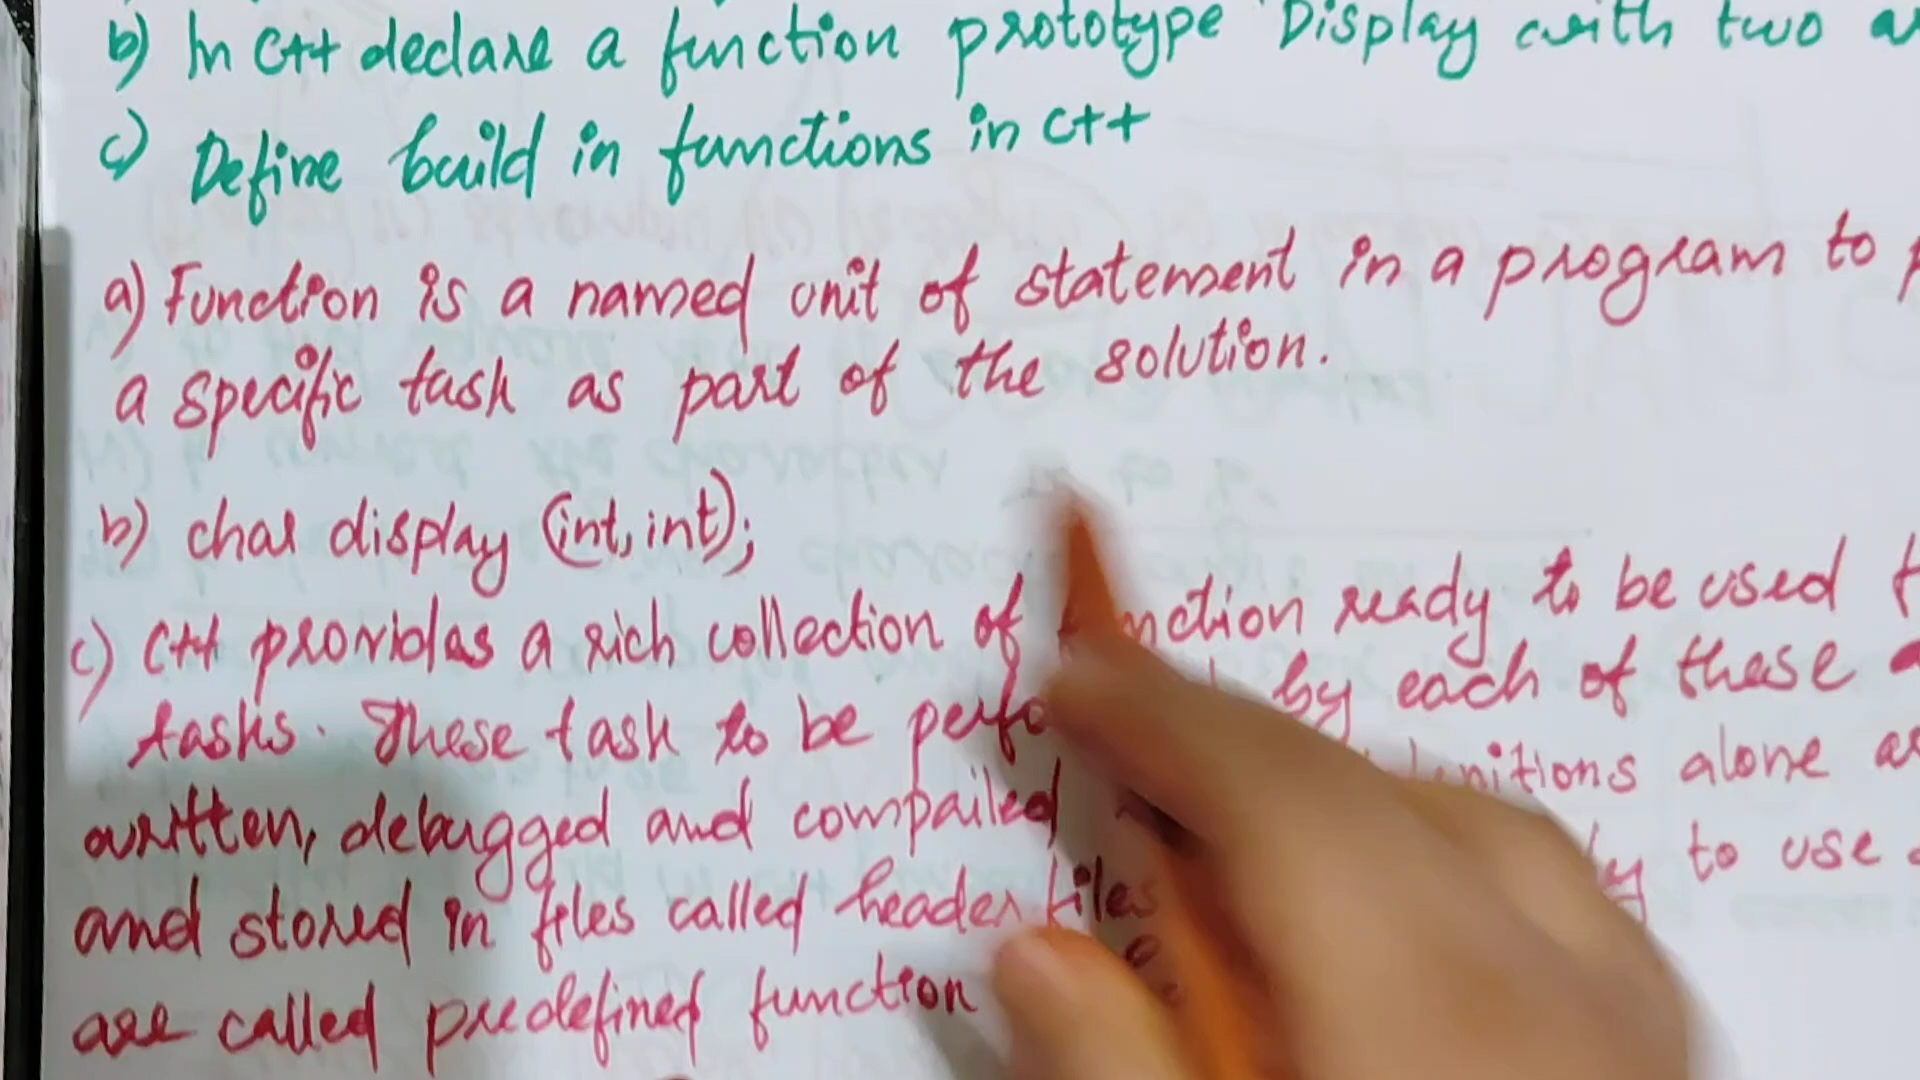 b) In C++ declare a function prototype Display with two
c) Define build in functions in C++
a) Function is a named unit of statement in a program to
a specific task as part of the solution.
b) char display (int, int);
c) C++ provides a rich collection of function ready to be used
tasks. These task to be by each of these
written, debugged and compailed alone
and stored in files called header files to use
are called predefined function